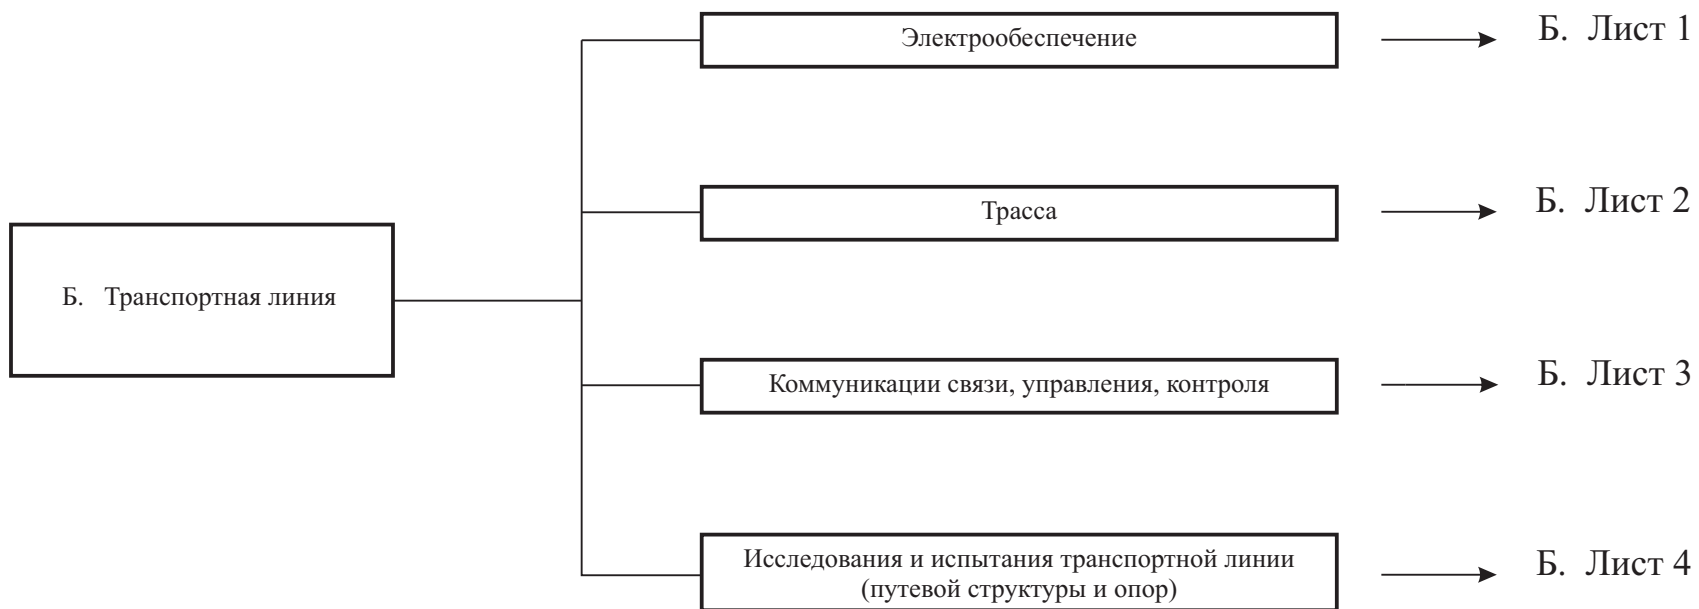 Электрообеспечение
Б. Лист 1
Трасса
Б. Лист 2
Б. Транспортная линия
Коммуникации связи, управления, контроля
Б. Лист 3
Исследования и испытания транспортной линии
(путевой структуры и опор)
Б. Лист 4